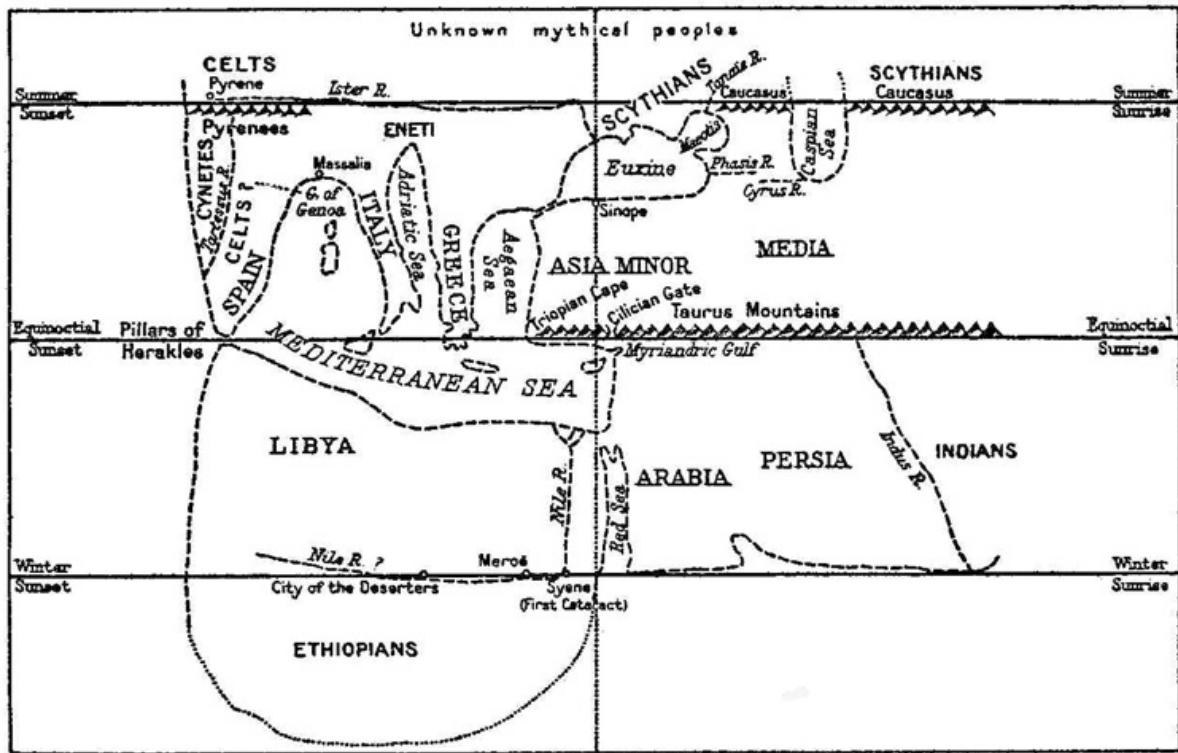 Unknown mythical peoples
CELTS
Pyrene
Ister R.
SCYTHIANS
Tanais R.
SCYTHIANS
Caucasus
Caucasus
Summer
Sunset
Summer
Sunrise
Pyrenees
ENETI
CYNETES
Tartessus R.
Massalia
CELTS ?
G. of
Genoa
ITALY
Adriatic Sea
Maeotis
Euxine
Phasis R.
Caspian
Sea
Cyrus R.
Sinope
SPAIN
GREECE
Aegaean
Sea
ASIA MINOR
MEDIA
Triopian Cape
Cilician Gate
Taurus Mountains
Equinoctial
Sunset
Pillars of
Herakles
Equinoctial
Sunrise
MEDITERRANEAN SEA
Myriandric Gulf
LIBYA
Nile R.
Red Sea
ARABIA
PERSIA
Indus R.
INDIANS
Nile R. ?
Meroë
Winter
Sunset
Winter
Sunrise
City of the Deserters
Syene
(First Cataract)
ETHIOPIANS